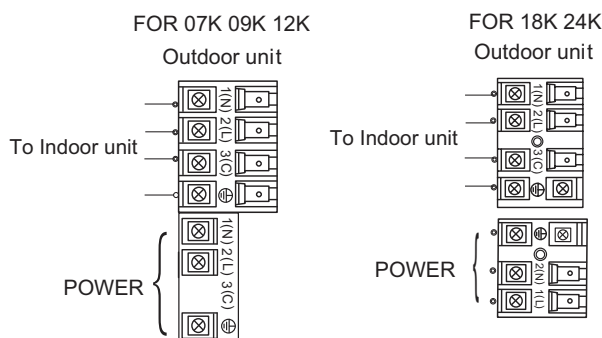 FOR 07K 09K 12K
Outdoor unit
1(N) 2(L) 3(C)
To Indoor unit
1(N) 2(L) 3(C)
POWER
FOR 18K 24K
Outdoor unit
1(N) 2(L) 3(C)
To Indoor unit
2(N) 1(L)
POWER